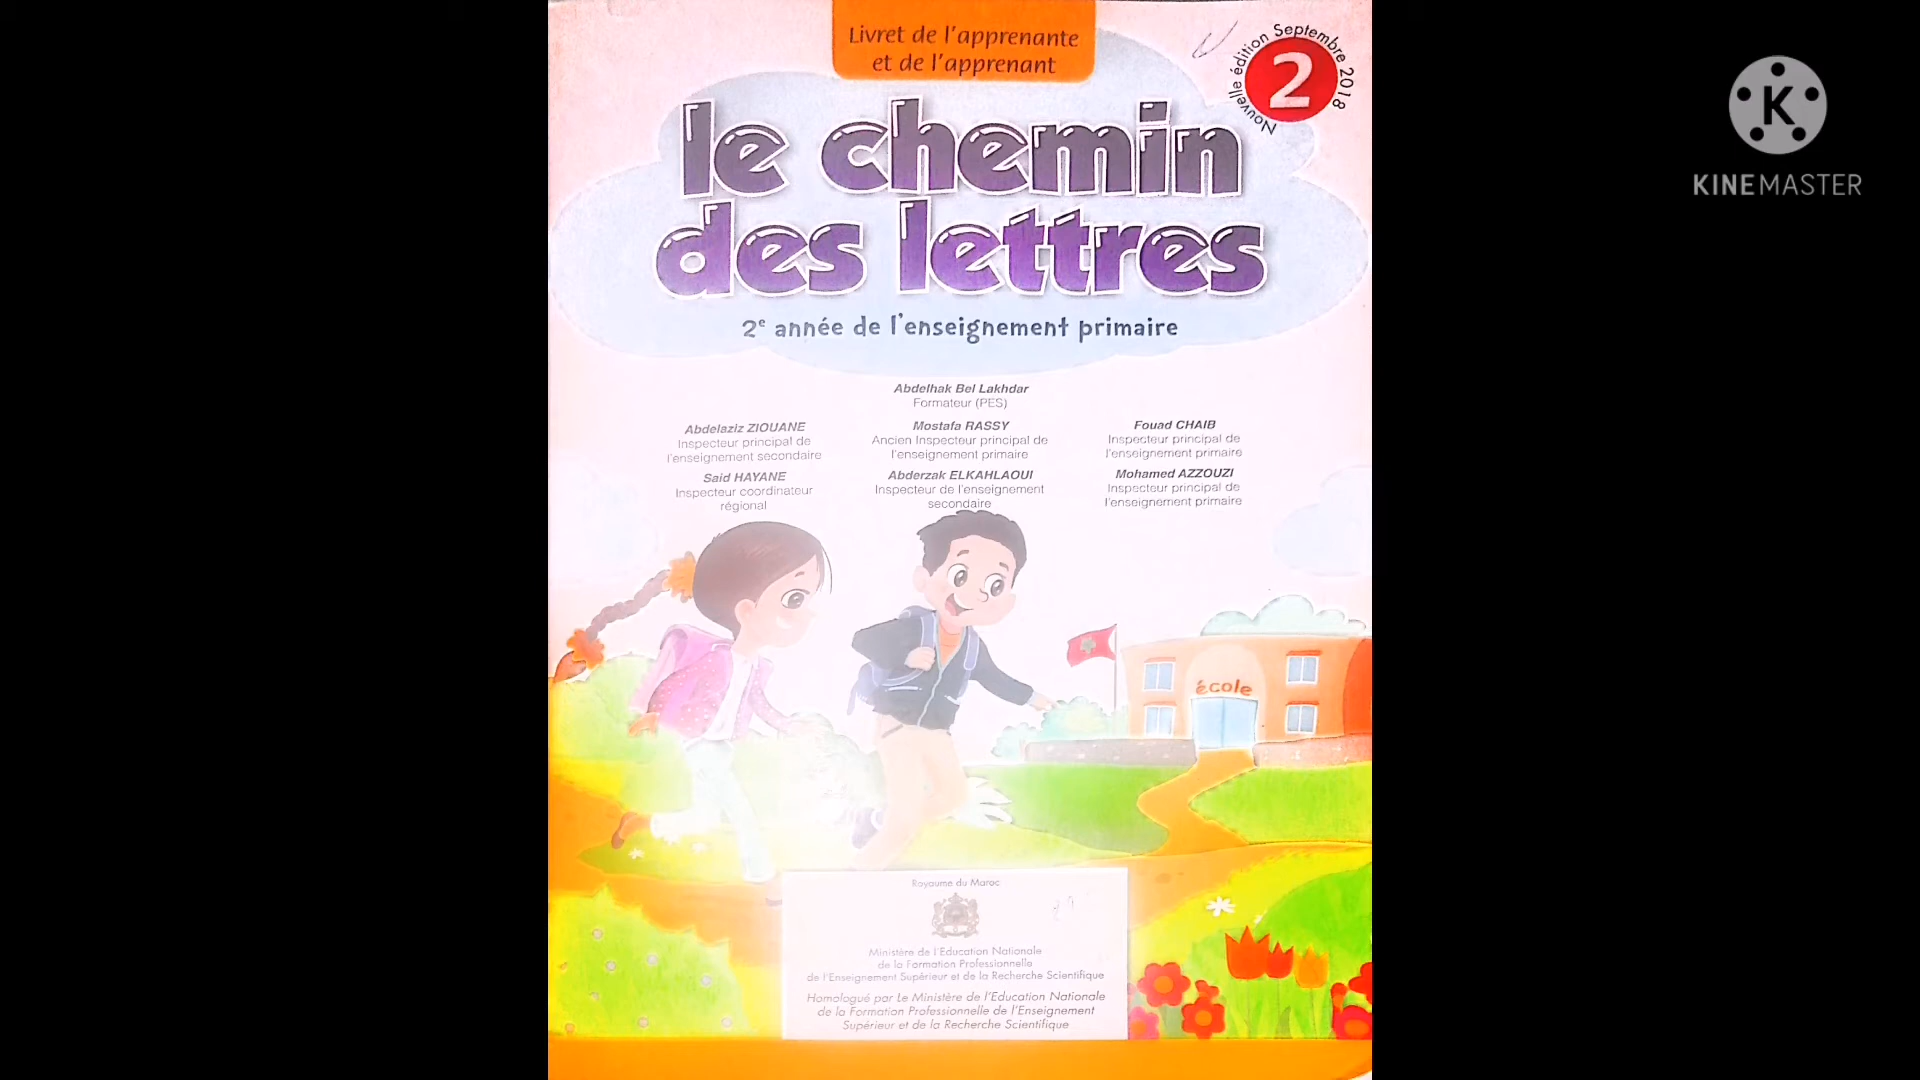 Livret de l'apprenante
et de l'apprenant
Nouvelle édition Septembre 2018
2
le chemin
des lettres
2e année de l'enseignement primaire
Abdelhak Bel Lakhdar
Formateur (PES)
Abdelaziz ZIOUANE
Inspecteur principal de
l'enseignement secondaire
Mostafa RASSY
Ancien Inspecteur principal de
l'enseignement primaire
Fouad CHAIB
Inspecteur principal de
l'enseignement primaire
Said HAYANE
Inspecteur coordinateur
régional
Abderzak ELKAHLAOUI
Inspecteur de l'enseignement
secondaire
Mohamed AZZOUZI
Inspecteur principal de
l'enseignement primaire
école
Royaume du Maroc
Ministère de l'Education Nationale
de la Formation Professionnelle
de l'Enseignement Supérieur et de la Recherche Scientifique
Homologué par Le Ministère de l'Education Nationale
de la Formation Professionnelle de l'Enseignement
Supérieur et de la Recherche Scientifique
K
KINEMASTER